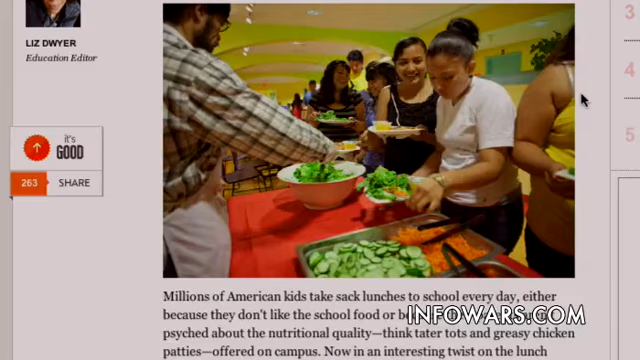 LIZ DWYER
Education Editor
it's
GOOD
263 SHARE
3
4
5
Millions of American kids take sack lunches to school every day, either
because they don't like the school food or
INFOWARS.COM
psyched about the nutritional quality—think tater tots and greasy chicken
patties—offered on campus. Now in an interesting twist on the lunch